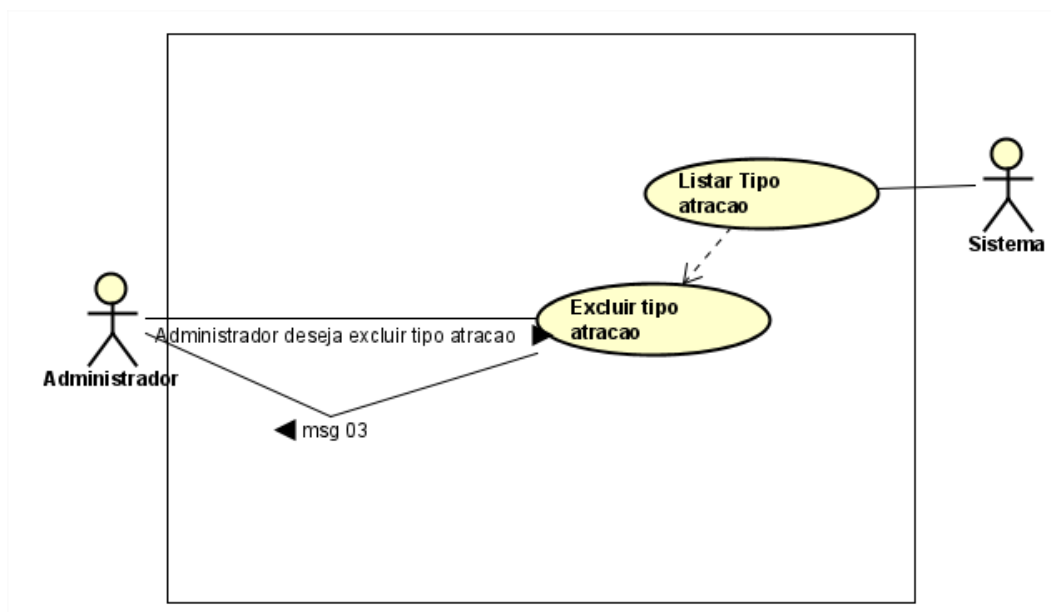 Listar Tipo
atracao
Sistema
Excluir tipo
atracao
Administrador deseja excluir tipo atracao
Administrador
msg 03